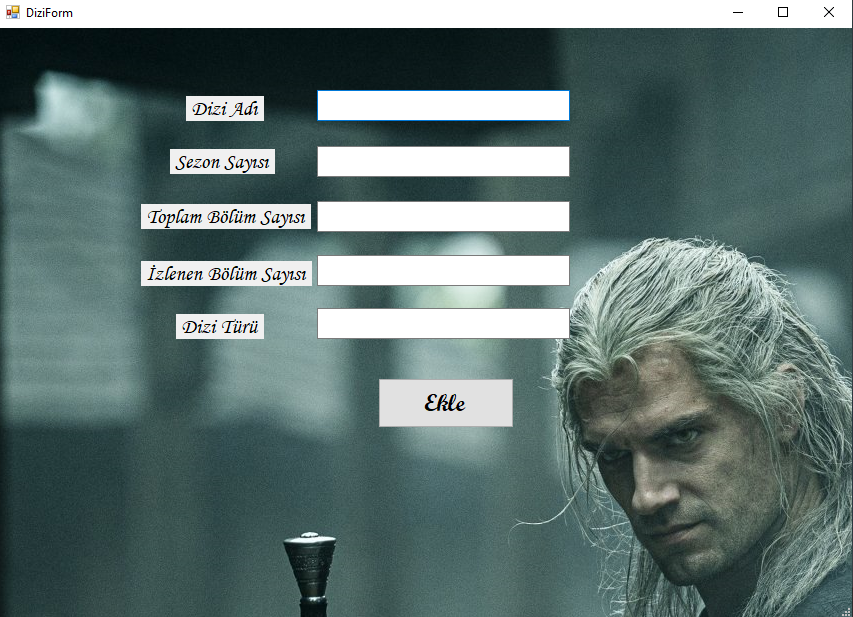 DiziForm
Dizi Adı
Sezon Sayısı
Toplam Bölüm Sayısı
İzlenen Bölüm Sayısı
Dizi Türü
Ekle